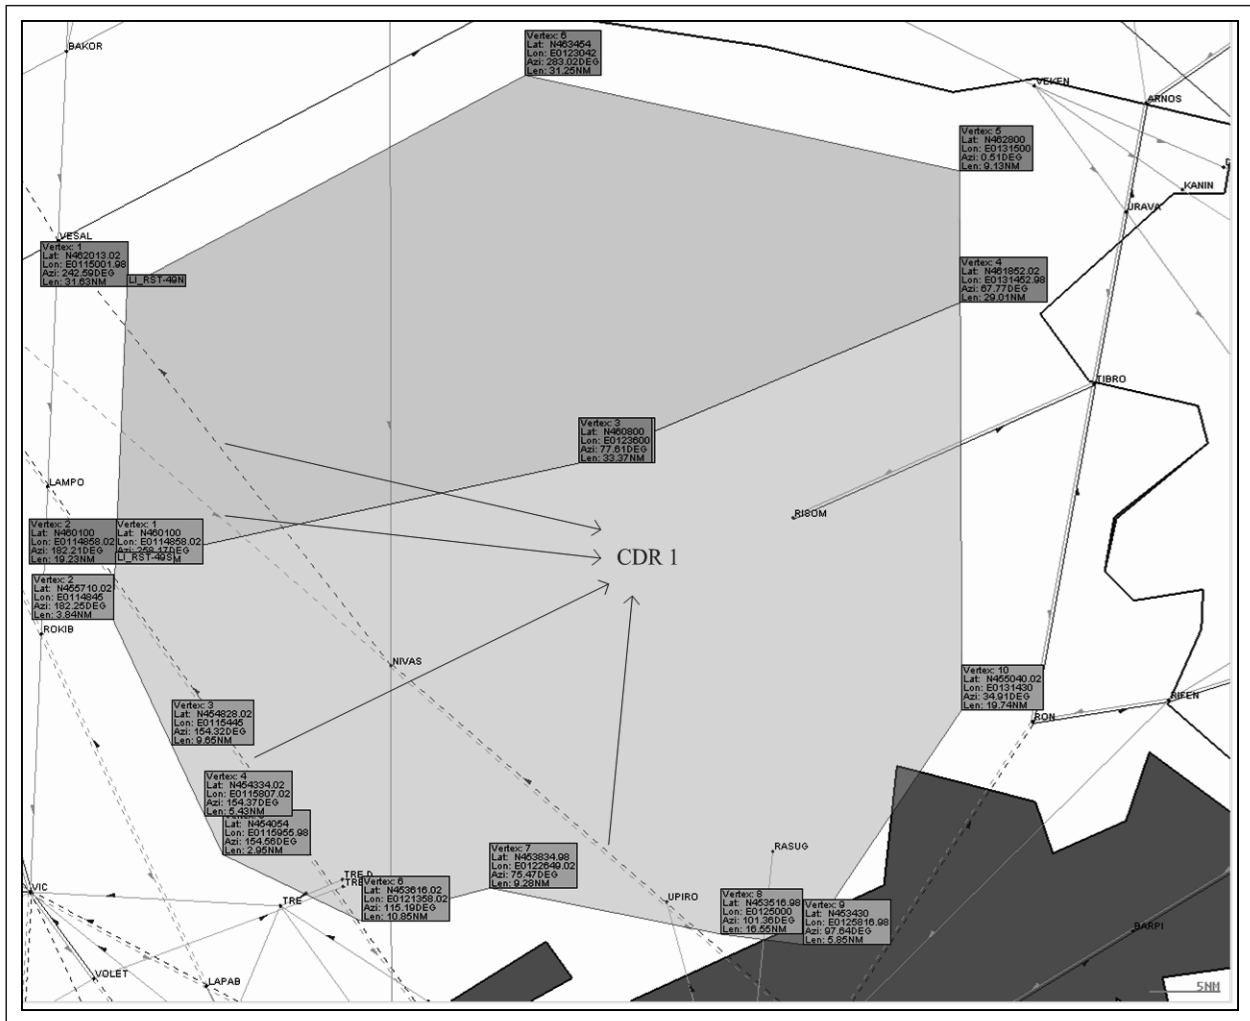 BAKOR
Vertex: 6
Lat: N463454
Lon: E0123042
Azi: 283.02DEG
Len: 31.25NM
VEKEN
ARNOS
Vertex: 5
Lat: N462800
Lon: E0131500
Azi: 0.51DEG
Len: 9.13NM
KANIN
URAVA
VESAL
Vertex: 1
Lat: N462013.02
Lon: E0115001.98
Azi: 242.59DEG
Len: 31.63NM
LI_RST-49N
Vertex: 4
Lat: N461852.02
Lon: E0131452.98
Azi: 67.77DEG
Len: 29.01NM
TIBRO
Vertex: 3
Lat: N460800
Lon: E0123600
Azi: 77.61DEG
Len: 33.37NM
LAMPO
RISOM
Vertex: 2
Lat: N460100
Lon: E0114858.02
Azi: 182.21DEG
Len: 19.23NM
Vertex: 1
Lat: N460100
Lon: E0114858.02
Azi: 258.17DEG
LI_RST-49S
CDR 1
Vertex: 2
Lat: N455710.02
Lon: E0114845
Azi: 182.25DEG
Len: 3.84NM
ROKIB
NIVAS
Vertex: 10
Lat: N455040.02
Lon: E0131430
Azi: 34.91DEG
Len: 19.74NM
RIFEN
RON
Vertex: 3
Lat: N454828.02
Lon: E0115445
Azi: 154.32DEG
Len: 9.65NM
Vertex: 4
Lat: N454334.02
Lon: E0115807.02
Azi: 154.37DEG
Len: 5.43NM
Lat: N454054
Lon: E0115955.98
Azi: 154.56DEG
Len: 2.95NM
Vertex: 7
Lat: N453834.98
Lon: E0122649.02
Azi: 75.47DEG
Len: 9.28NM
RASUG
TRE.D
VIC
TRE
Vertex: 6
Lat: N453616.02
Lon: E0121358.02
Azi: 115.19DEG
Len: 10.85NM
UPIRO
Vertex: 8
Lat: N453516.98
Lon: E0125000
Azi: 101.36DEG
Len: 16.55NM
Vertex: 9
Lat: N453430
Lon: E0125816.98
Azi: 97.64DEG
Len: 5.85NM
BARPI
VOLET
LAPAB
5NM